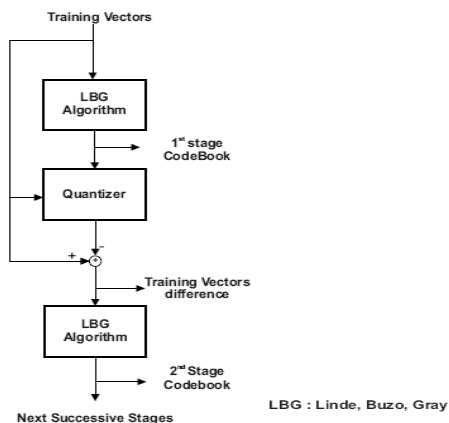 Training Vectors
LBG
Algorithm
1st stage
CodeBook
Quantizer
-
+
*
Training Vectors
difference
LBG
Algorithm
2nd Stage
Codebook
LBG : Linde, Buzo, Gray
Next Successive Stages